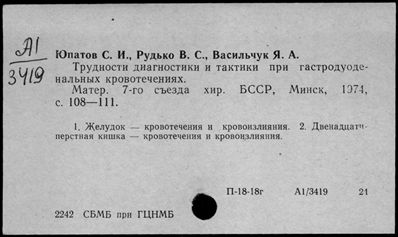 А1
3419
Юпатов С. И., Рудько В. С., Васильчук Я. А.
Трудности диагностики и тактики при гастродуоде-
нальных кровотечениях.
Матер. 7-го съезда хир. БССР, Минск, 1974,
с. 108—111.
1. Желудок — кровотечения и кровоизлияния. 2. Двенадцати-
перстная кишка — кровотечения и кровоизлияния.
П-18-18г А1/3419 21
2242 СБМБ при ГЦНМБ